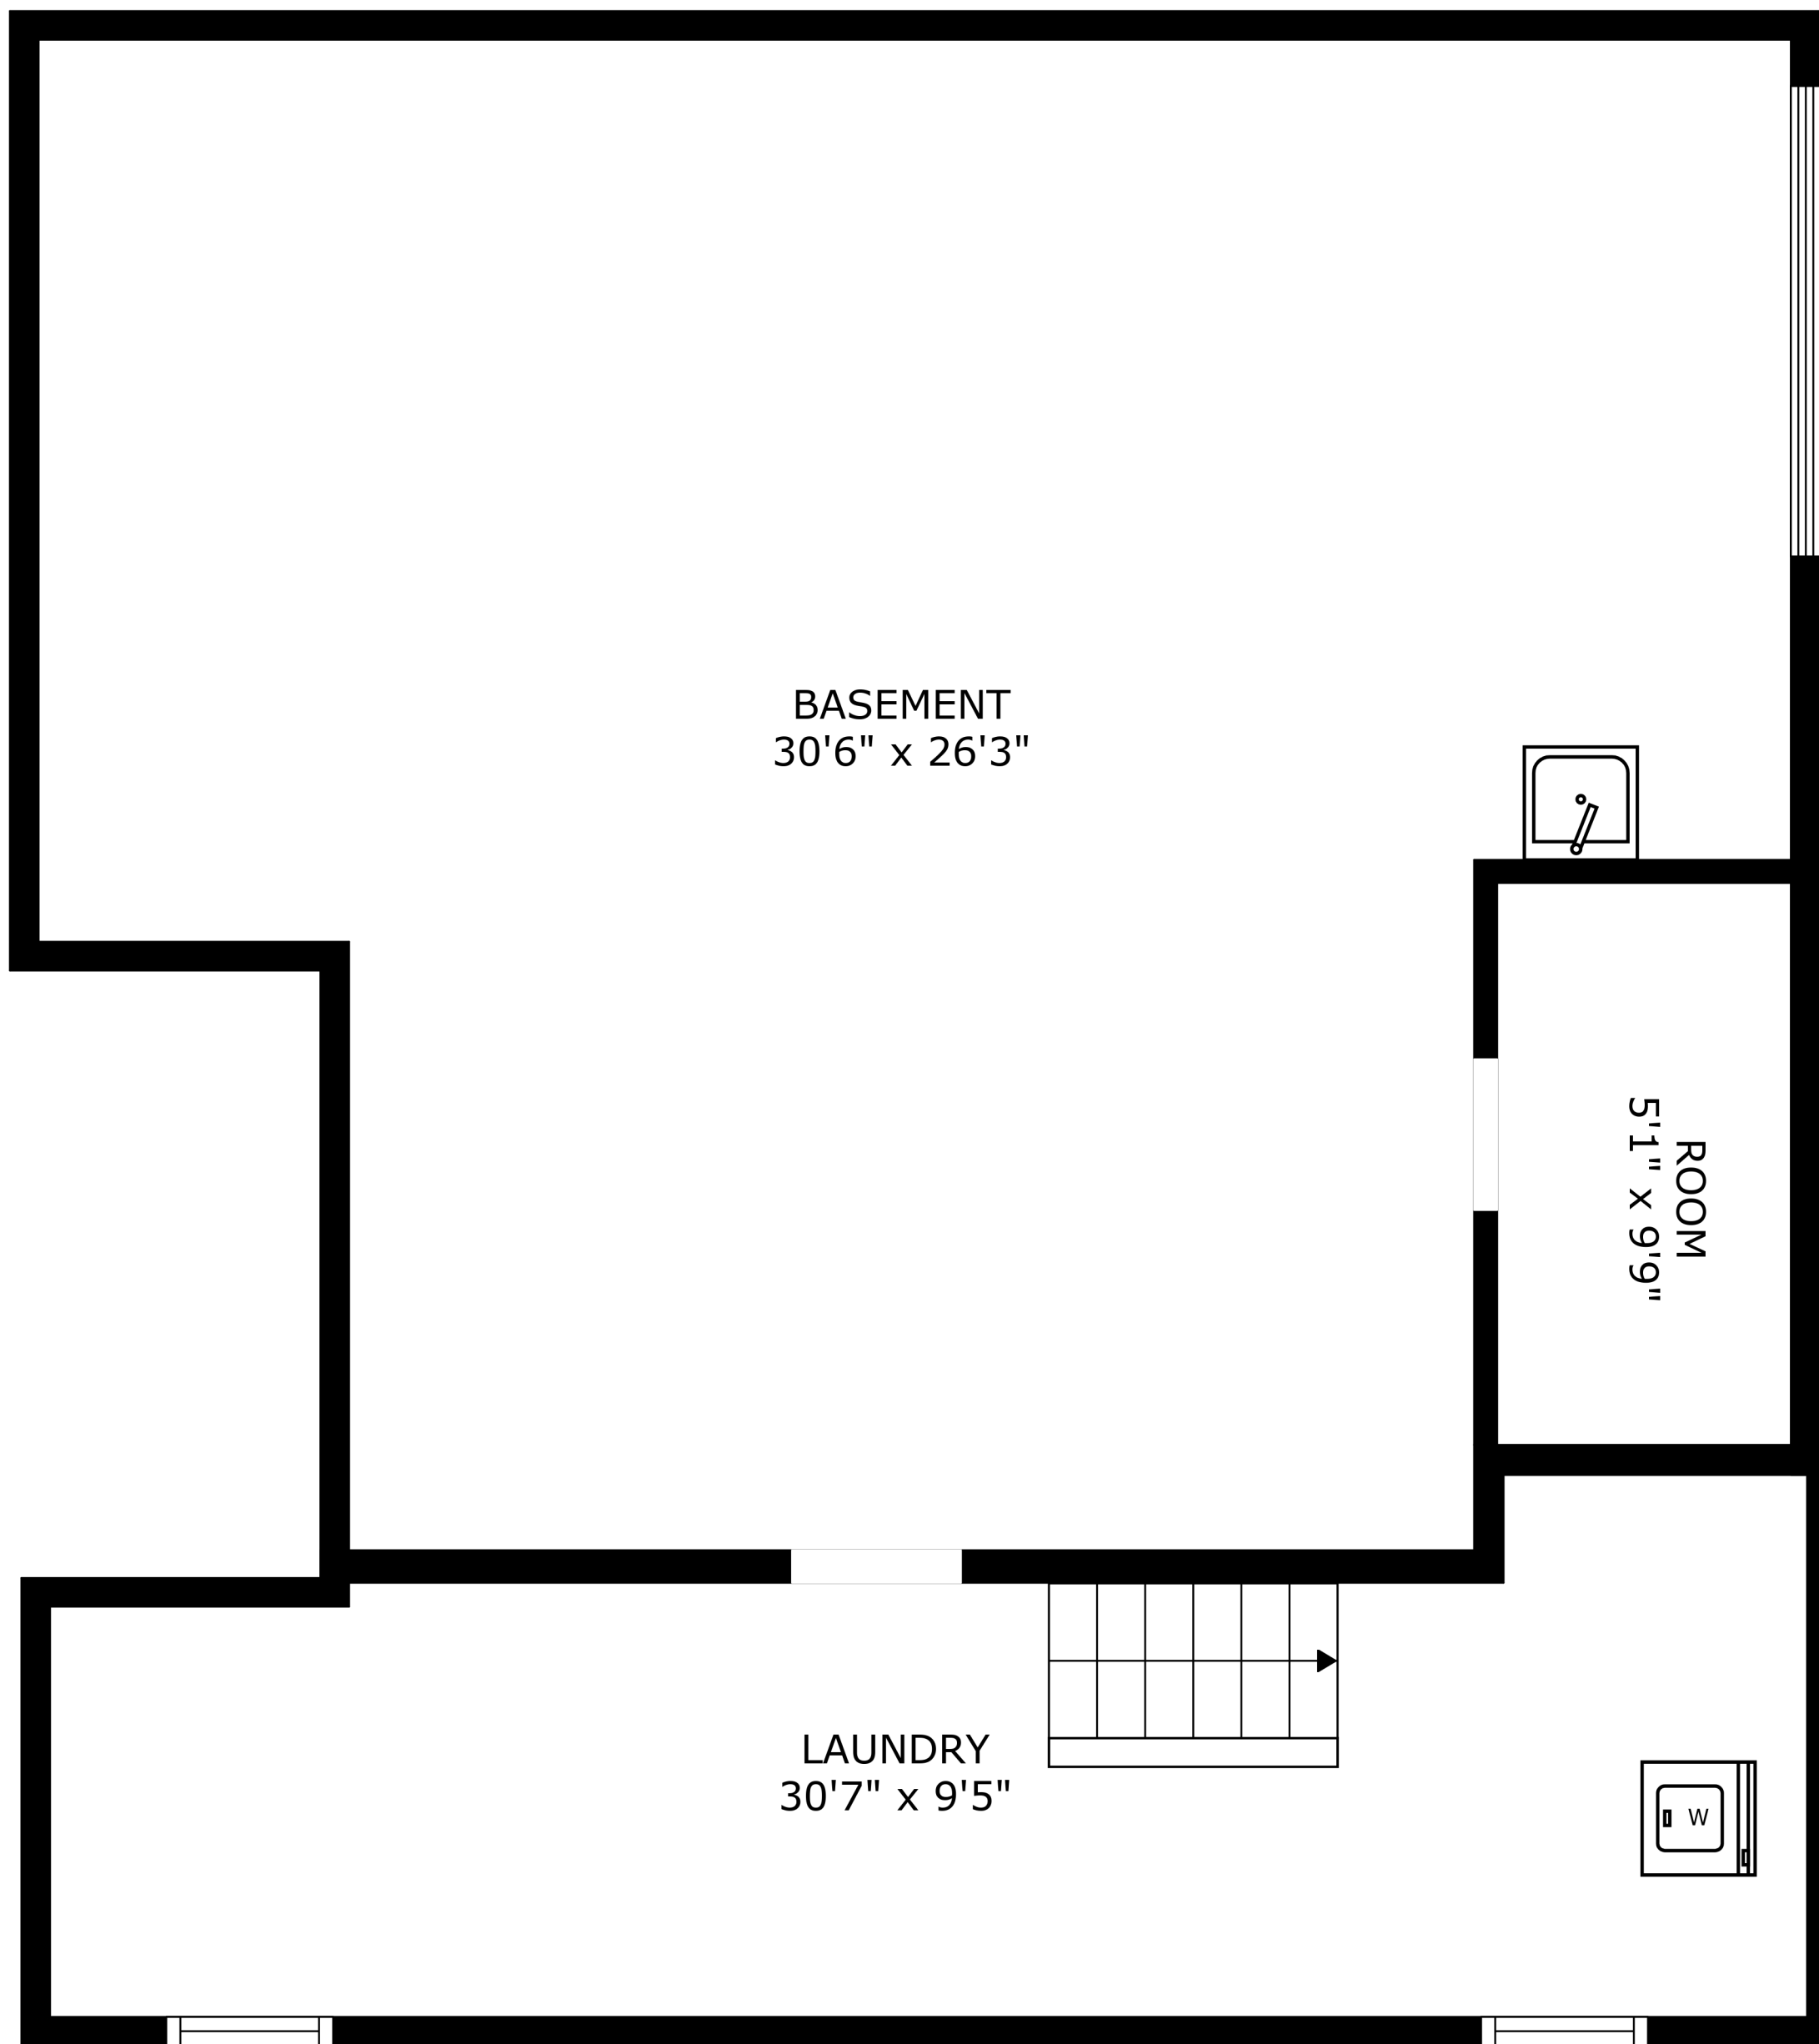 BASEMENT
30'6" x 26'3"
ROOM
5'1" x 9'9"
LAUNDRY
30'7" x 9'5"
W